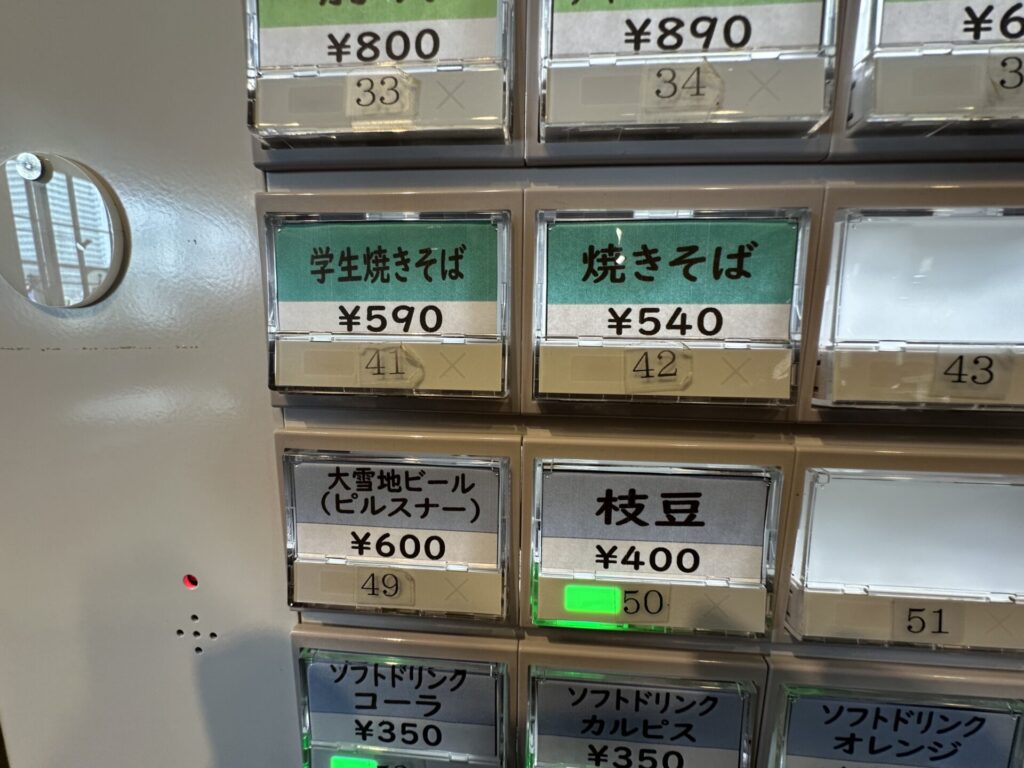 ¥800
¥890
33
34
学生焼きそば
焼きそば
¥590
¥540
41
42
43
大雪地ビール
(ピルスナー)
枝豆
¥600
¥400
49
50
51
ソフトドリンク
コーラ
ソフトドリンク
カルピス
ソフトドリンク
オレンジ
¥350
¥350